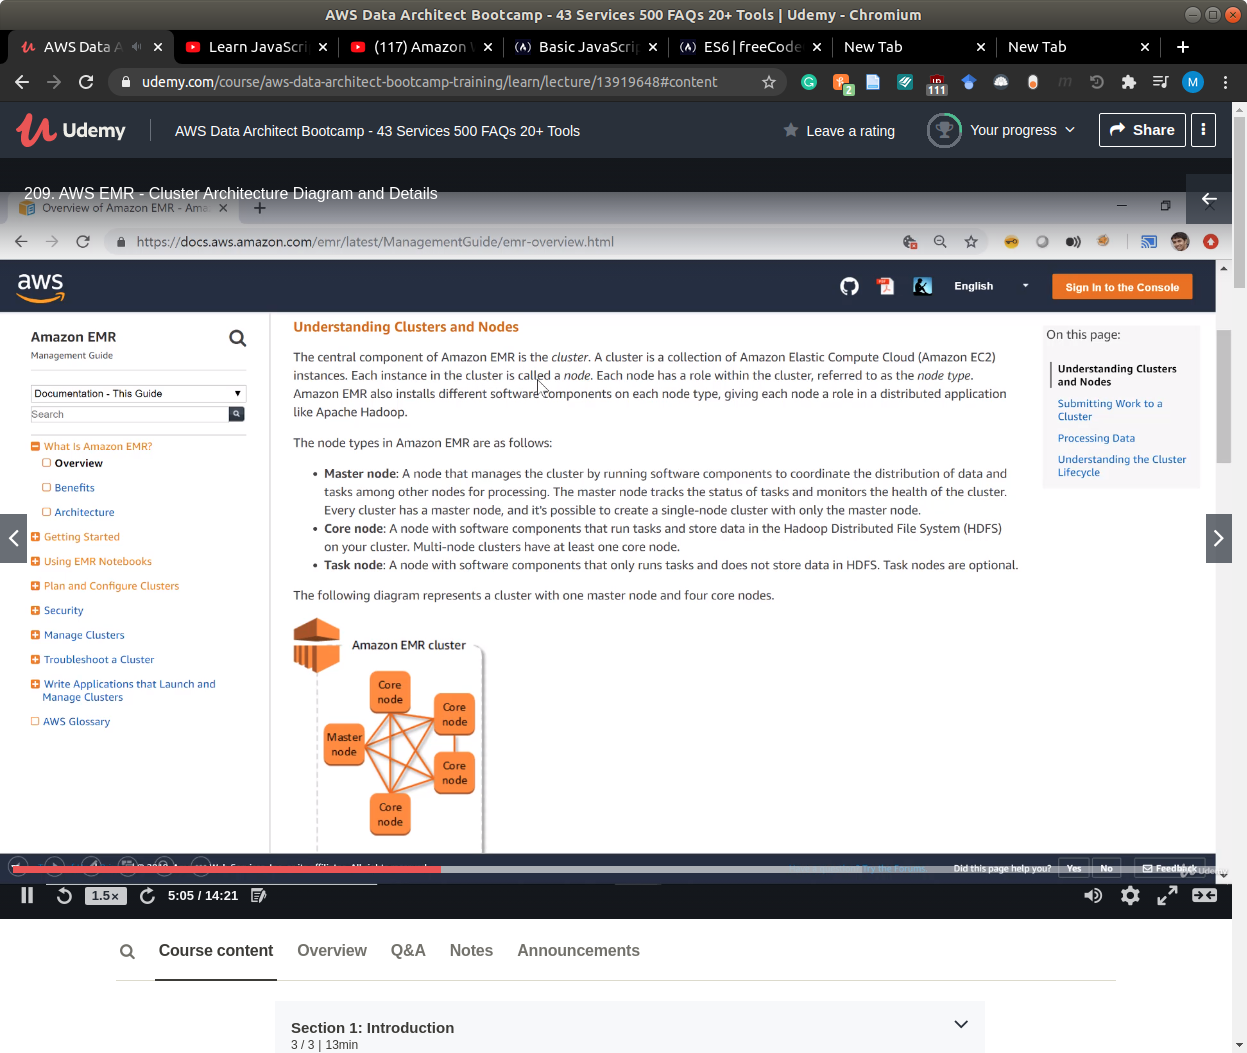 AWS Data Architect Bootcamp - 43 Services 500 FAQs 20+ Tools | Udemy - Chromium
AWS Data A
Learn JavaScri
(117) Amazon
Basic JavaScrip
ES6 | freeCode
New Tab
New Tab
udemy.com/course/aws-data-architect-bootcamp-training/learn/lecture/13919648#content
2
111
M
Udemy
AWS Data Architect Bootcamp - 43 Services 500 FAQs 20+ Tools
Leave a rating
Your progress
Share
209. AWS EMR - Cluster Architecture Diagram and Details
Overview of Amazon EMR - Ama
https://docs.aws.amazon.com/emr/latest/ManagementGuide/emr-overview.html
aws
English
Sign In to the Console
Amazon EMR
Management Guide
Documentation - This Guide
Search
What Is Amazon EMR?
Overview
Benefits
Architecture
Getting Started
Using EMR Notebooks
Plan and Configure Clusters
Security
Manage Clusters
Troubleshoot a Cluster
Write Applications that Launch and
Manage Clusters
AWS Glossary
Understanding Clusters and Nodes
The central component of Amazon EMR is the cluster. A cluster is a collection of Amazon Elastic Compute Cloud (Amazon EC2)
instances. Each instance in the cluster is called a node. Each node has a role within the cluster, referred to as the node type.
Amazon EMR also installs different software components on each node type, giving each node a role in a distributed application
like Apache Hadoop.
The node types in Amazon EMR are as follows:
• Master node: A node that manages the cluster by running software components to coordinate the distribution of data and
tasks among other nodes for processing. The master node tracks the status of tasks and monitors the health of the cluster.
Every cluster has a master node, and it's possible to create a single-node cluster with only the master node.
• Core node: A node with software components that run tasks and store data in the Hadoop Distributed File System (HDFS)
on your cluster. Multi-node clusters have at least one core node.
• Task node: A node with software components that only runs tasks and does not store data in HDFS. Task nodes are optional.
The following diagram represents a cluster with one master node and four core nodes.
Amazon EMR cluster
Core
node
Core
node
Master
node
Core
node
Core
node
On this page:
Understanding Clusters
and Nodes
Submitting Work to a
Cluster
Processing Data
Understanding the Cluster
Lifecycle
Did this page help you?
Yes
No
Feedback
1.5x
5:05 / 14:21
Course content
Overview
Q&A
Notes
Announcements
Section 1: Introduction
3 / 3 | 13min